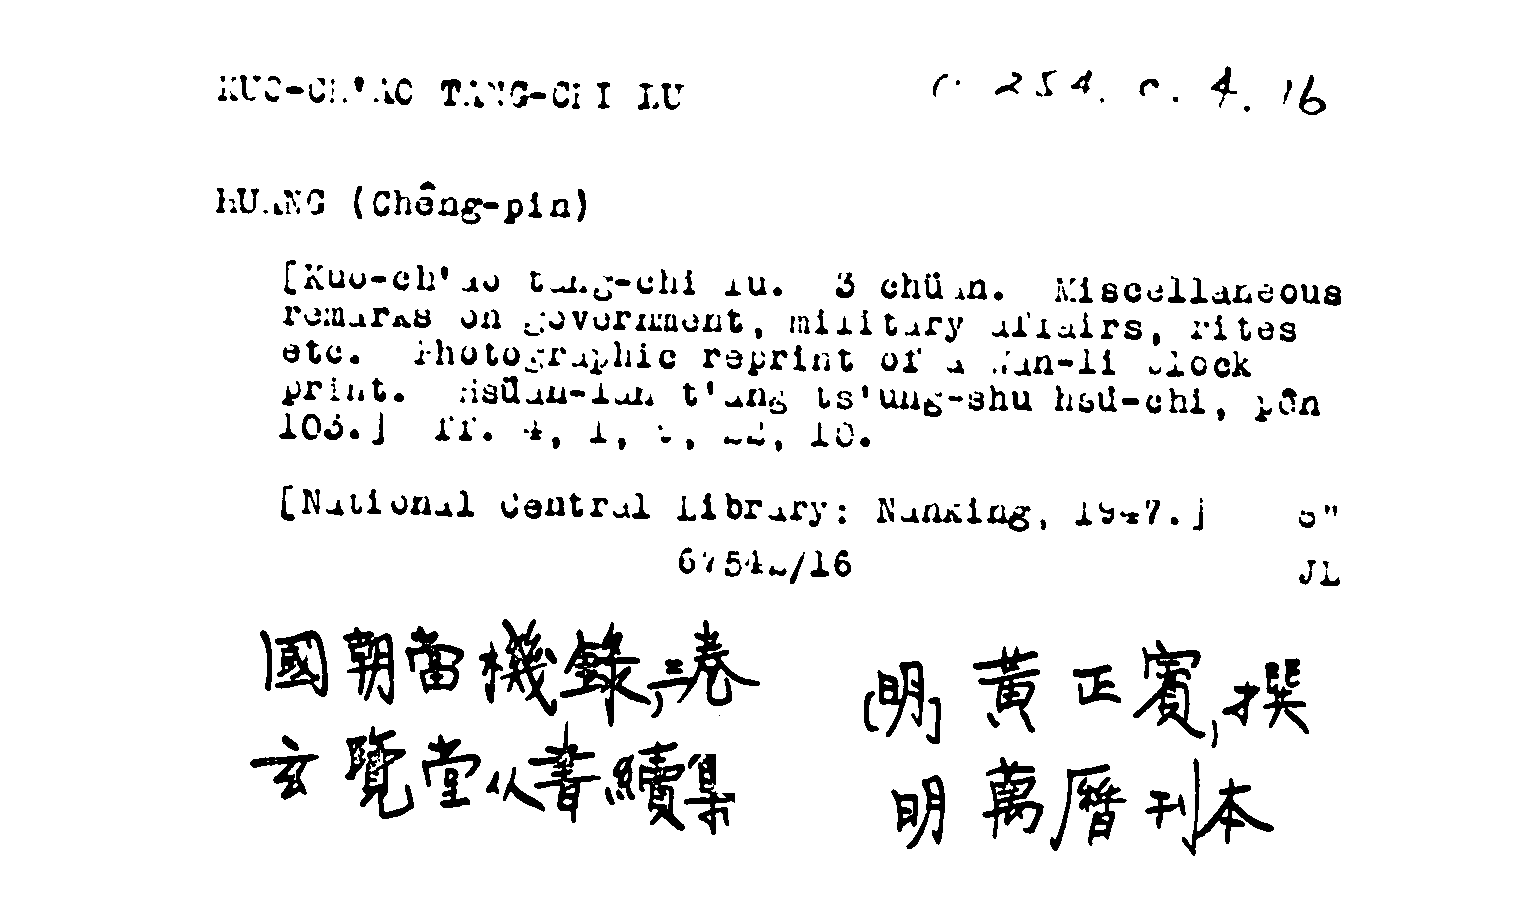 KUO-CH'AO TANG-CHI LU 254. 4. 16
HUANG (Chêng-pin)
[Kuo-ch'ao tang-chi lu. 3 chüan. Miscellaneous
remarks on government, military affairs, rites
etc. Photographic reprint of a Wan-li block
print. Hsüan-lan t'ang ts'ung-shu hsü-chi, pên
103.] ff. 4, 1, 22, 10.
[National Central Library: Nanking, 1947.] 8"
/16 JL
國朝當機錄,三卷 [明]黃正賓,撰
玄覽堂从書續集 明萬曆刊本